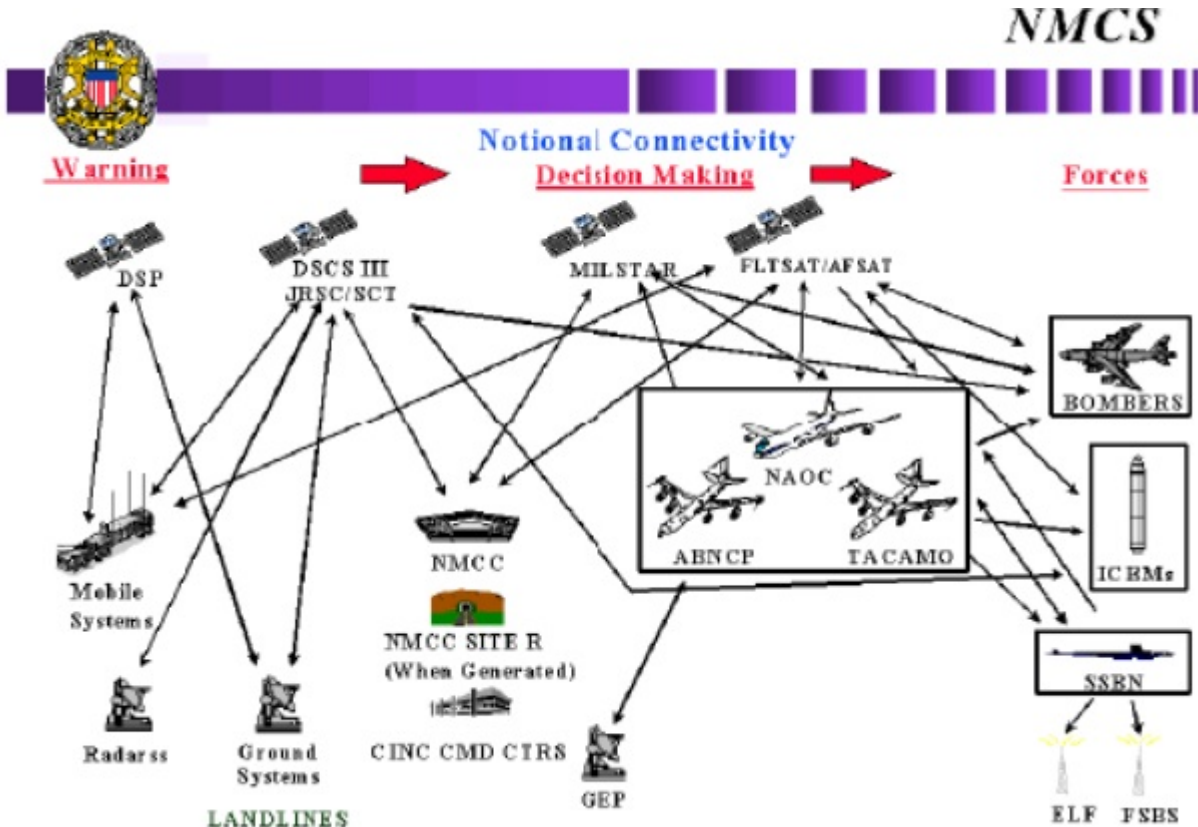 NMCS
Notional Connectivity
Warning
Decision Making
Forces
DSP
DSCS III
JRSC/SCT
MILSTAR
FLTSAT/AFSAT
BOMBERS
NAOC
ABNCP
TACAMO
ICBMs
NMCC
Mobile
Systems
NMCC SITE R
(When Generated)
SSBN
Radarss
Ground
Systems
CINC CMD CTRS
GEP
LANDLINES
ELF
FSBS